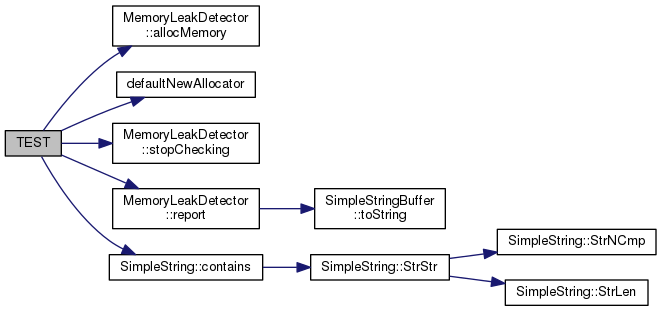 MemoryLeakDetector
::allocMemory
defaultNewAllocator
TEST
MemoryLeakDetector
::stopChecking
MemoryLeakDetector
::report
SimpleStringBuffer
::toString
SimpleString::contains
SimpleString::StrStr
SimpleString::StrNCmp
SimpleString::StrLen